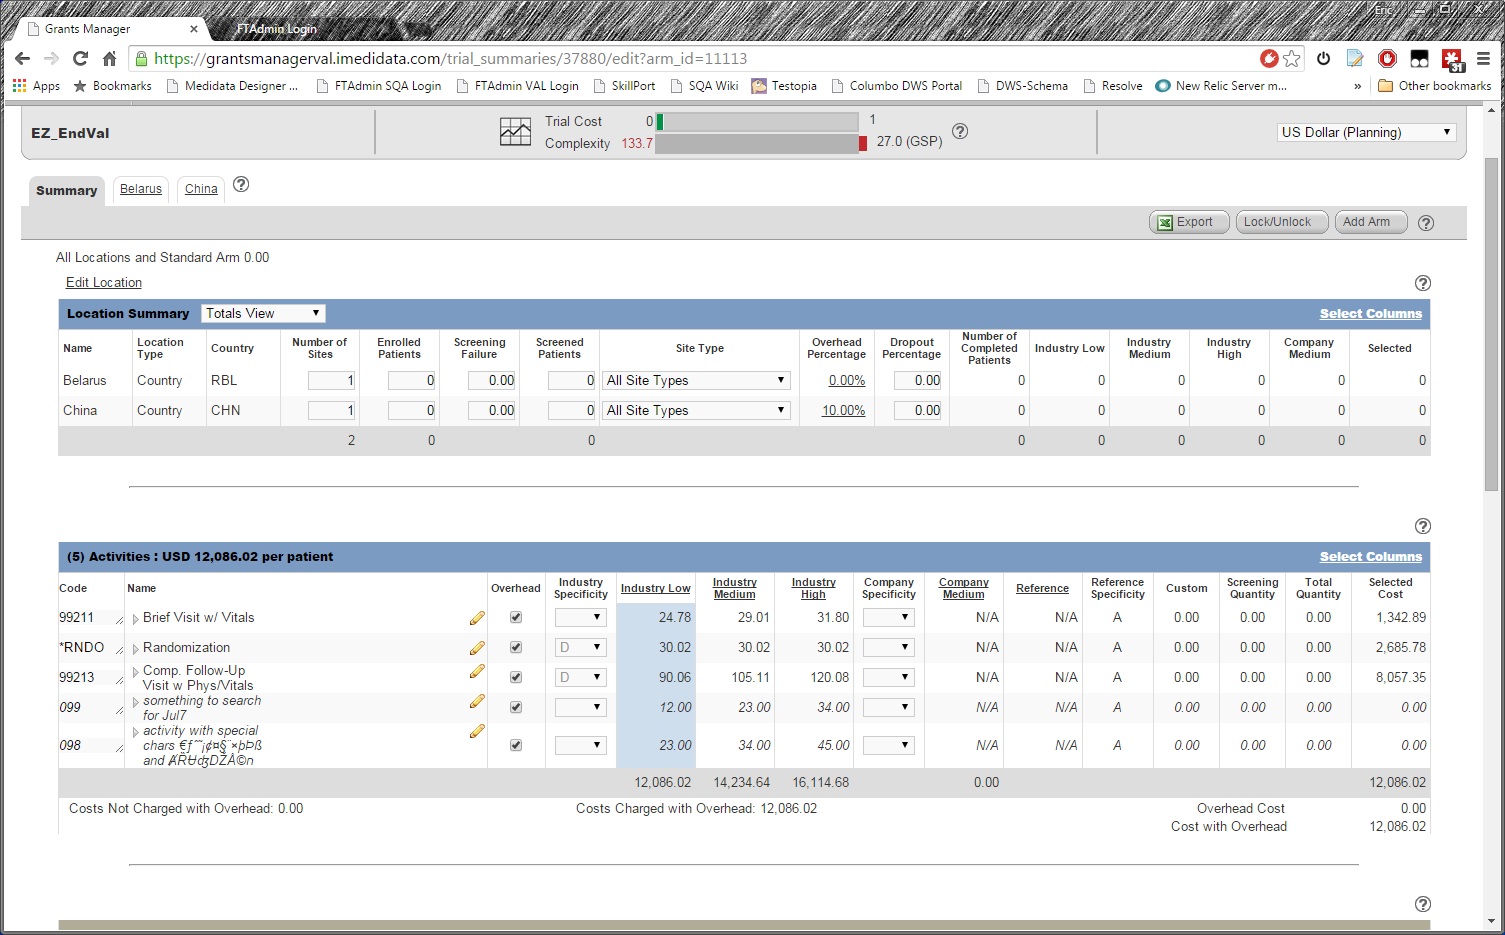 Eric
Grants Manager
FTAdmin Login
https://grantsmanagerval.imedidata.com/trial_summaries/37880/edit?arm_id=11113
31
Apps Bookmarks Medidata Designer ... FTAdmin SQA Login FTAdmin VAL Login SkillPort SQA Wiki Testopia Columbo DWS Portal DWS-Schema Resolve New Relic Server m... » Other bookmarks
EZ_EndVal
Trial Cost 0 1
Complexity 133.7 27.0 (GSP)
US Dollar (Planning)
Summary Belarus China
Export Lock/Unlock Add Arm
All Locations and Standard Arm 0.00
Edit Location
Location Summary Totals View Select Columns
Name Location Type Country Number of Sites Enrolled Patients Screening Failure Screened Patients Site Type Overhead Percentage Dropout Percentage Number of Completed Patients Industry Low Industry Medium Industry High Company Medium Selected
Belarus Country RBL 1 0 0.00 0 All Site Types 0.00% 0.00 0 0 0 0 0 0
China Country CHN 1 0 0.00 0 All Site Types 10.00% 0.00 0 0 0 0 0 0
2 0 0 0 0 0 0 0 0
(5) Activities : USD 12,086.02 per patient Select Columns
Code Name Overhead Industry Specificity Industry Low Industry Medium Industry High Company Specificity Company Medium Reference Reference Specificity Custom Screening Quantity Total Quantity Selected Cost
99211 Brief Visit w/ Vitals 24.78 29.01 31.80 N/A N/A A 0.00 0.00 0.00 1,342.89
*RNDO Randomization D 30.02 30.02 30.02 N/A N/A A 0.00 0.00 0.00 2,685.78
99213 Comp. Follow-Up Visit w Phys/Vitals D 90.06 105.11 120.08 N/A N/A A 0.00 0.00 0.00 8,057.35
099 something to search for Jul7 12.00 23.00 34.00 N/A N/A A 0.00 0.00 0.00 0.00
098 activity with special chars and 23.00 34.00 45.00 N/A N/A A 0.00 0.00 0.00 0.00
12,086.02 14,234.64 16,114.68 0.00 12,086.02
Costs Not Charged with Overhead: 0.00 Costs Charged with Overhead: 12,086.02 Overhead Cost 0.00
Cost with Overhead 12,086.02